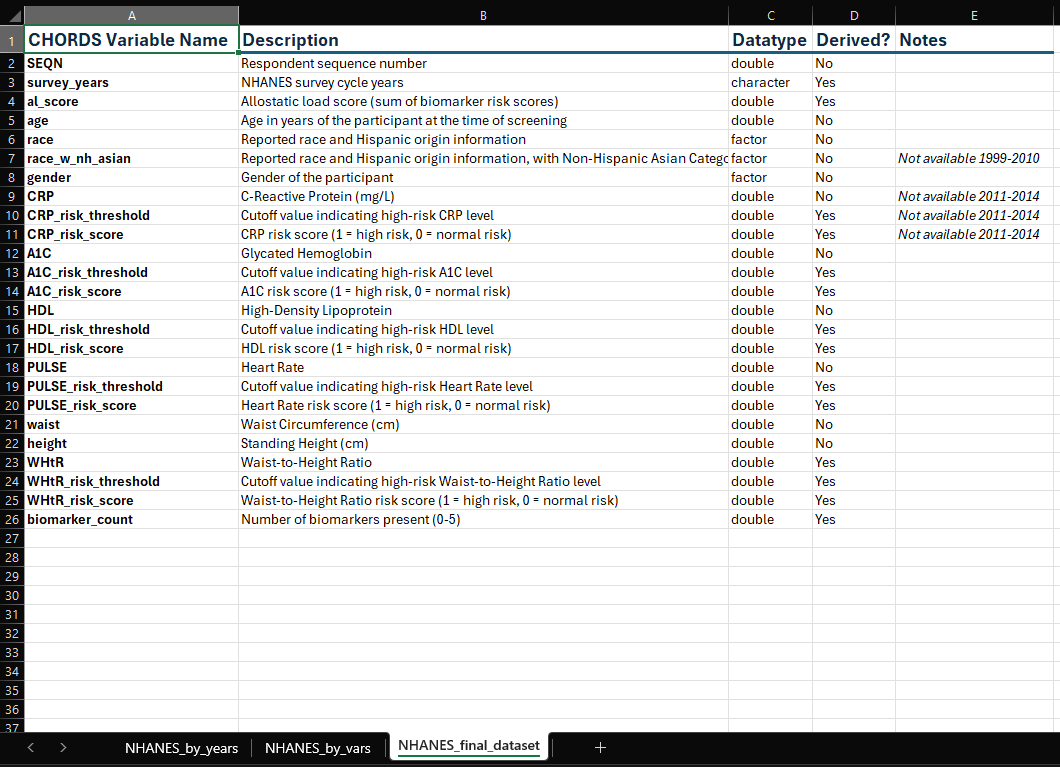 A B C D E
1 CHORDS Variable Name Description Datatype Derived? Notes
2 SEQN Respondent sequence number double No
3 survey_years NHANES survey cycle years character Yes
4 al_score Allostatic load score (sum of biomarker risk scores) double Yes
5 age Age in years of the participant at the time of screening double No
6 race Reported race and Hispanic origin information factor No
7 race_w_nh_asian Reported race and Hispanic origin information, with Non-Hispanic Asian Catego factor No Not available 1999-2010
8 gender Gender of the participant factor No
9 CRP C-Reactive Protein (mg/L) double No Not available 2011-2014
10 CRP_risk_threshold Cutoff value indicating high-risk CRP level double Yes Not available 2011-2014
11 CRP_risk_score CRP risk score (1 = high risk, 0 = normal risk) double Yes Not available 2011-2014
12 A1C Glycated Hemoglobin double No
13 A1C_risk_threshold Cutoff value indicating high-risk A1C level double Yes
14 A1C_risk_score A1C risk score (1 = high risk, 0 = normal risk) double Yes
15 HDL High-Density Lipoprotein double No
16 HDL_risk_threshold Cutoff value indicating high-risk HDL level double Yes
17 HDL_risk_score HDL risk score (1 = high risk, 0 = normal risk) double Yes
18 PULSE Heart Rate double No
19 PULSE_risk_threshold Cutoff value indicating high-risk Heart Rate level double Yes
20 PULSE_risk_score Heart Rate risk score (1 = high risk, 0 = normal risk) double Yes
21 waist Waist Circumference (cm) double No
22 height Standing Height (cm) double No
23 WHtR Waist-to-Height Ratio double Yes
24 WHtR_risk_threshold Cutoff value indicating high-risk Waist-to-Height Ratio level double Yes
25 WHtR_risk_score Waist-to-Height Ratio risk score (1 = high risk, 0 = normal risk) double Yes
26 biomarker_count Number of biomarkers present (0-5) double Yes
27
28
29
30
31
32
33
34
35
36
37
NHANES_by_years NHANES_by_vars NHANES_final_dataset